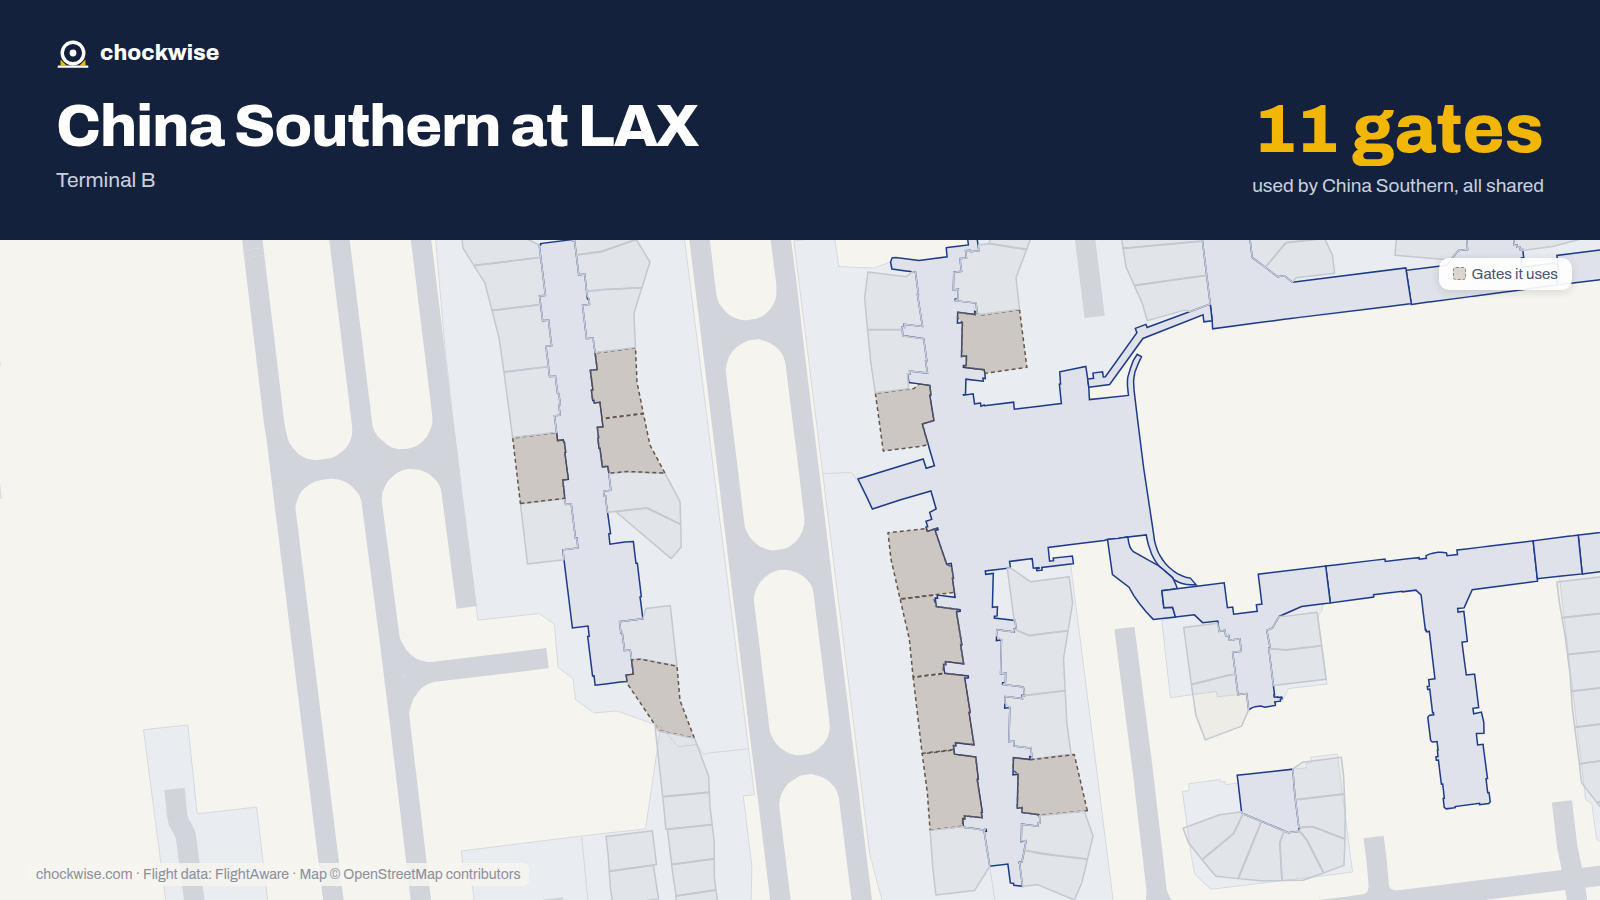 chockwise
China Southern at LAX
Terminal B
11 gates
used by China Southern, all shared
Gates it uses
chockwise.com · Flight data: FlightAware · Map © OpenStreetMap contributors